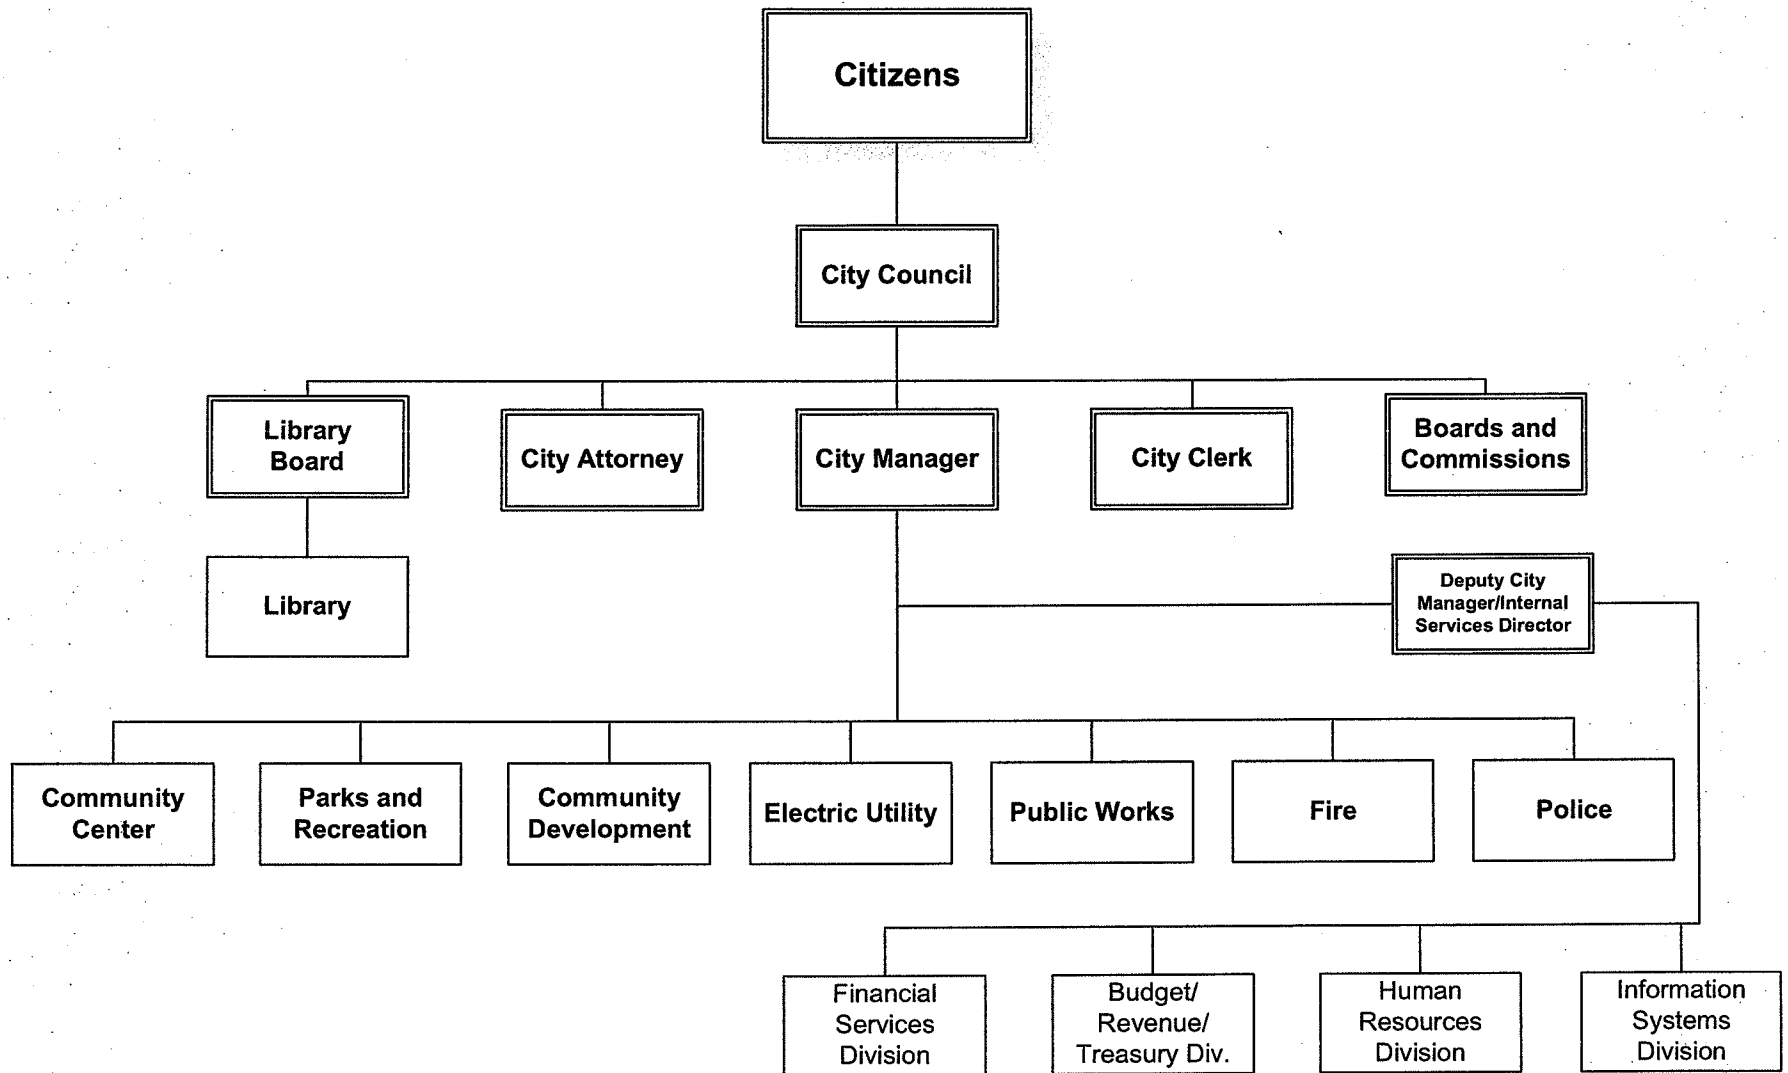 Citizens
City Council
Library
Board
City Attorney
City Manager
City Clerk
Boards and
Commissions
Library
Deputy City
Manager/Internal
Services Director
Community
Center
Parks and
Recreation
Community
Development
Electric Utility
Public Works
Fire
Police
Financial
Services
Division
Budget/
Revenue/
Treasury Div.
Human
Resources
Division
Information
Systems
Division